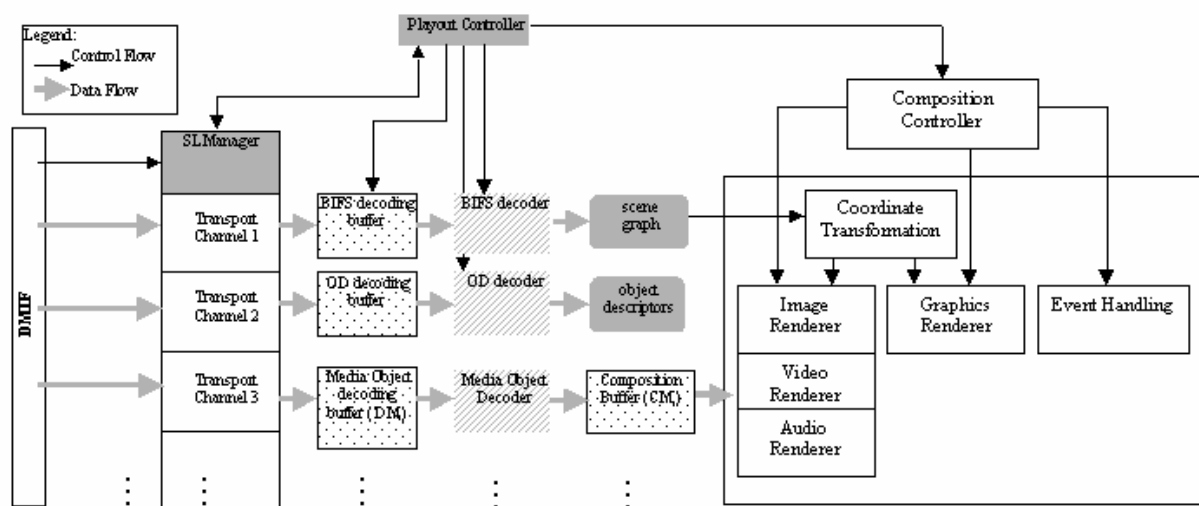 Playout Controller
Legend:
Control Flow
Data Flow
Composition
Controller
SL Manager
BIFS decoding
buffer
BIFS decoder
scene
graph
Coordinate
Transformation
Transport
Channel 1
OD decoding
buffer
OD decoder
object
descriptors
Image
Renderer
Graphics
Renderer
Event Handling
Transport
Channel 2
DMIF
Media Object
decoding
buffer (DM,)
Media Object
Decoder
Composition
Buffer (CM,)
Video
Renderer
Transport
Channel 3
Audio
Renderer